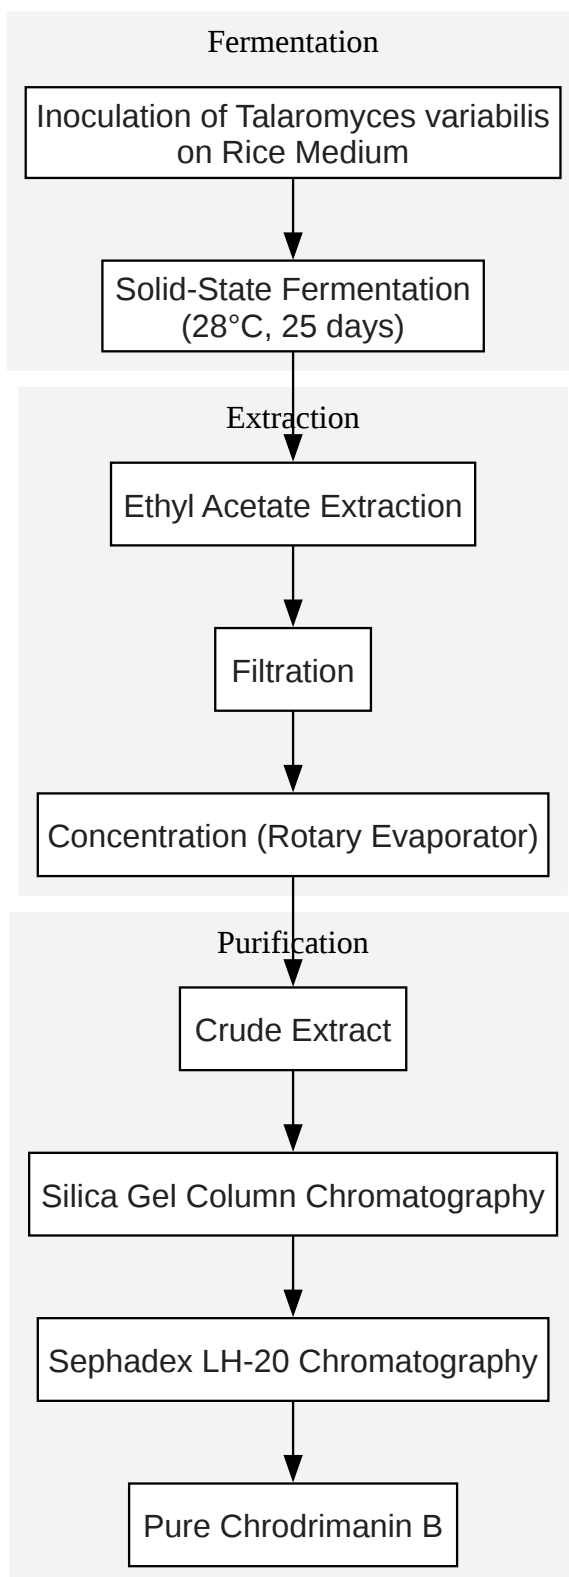 Fermentation
Inoculation of Talaromyces variabilis
on Rice Medium
Solid-State Fermentation
(28°C, 25 days)
Extraction
Ethyl Acetate Extraction
Filtration
Concentration (Rotary Evaporator)
Purification
Crude Extract
Silica Gel Column Chromatography
Sephadex LH-20 Chromatography
Pure Chrodrimanin B